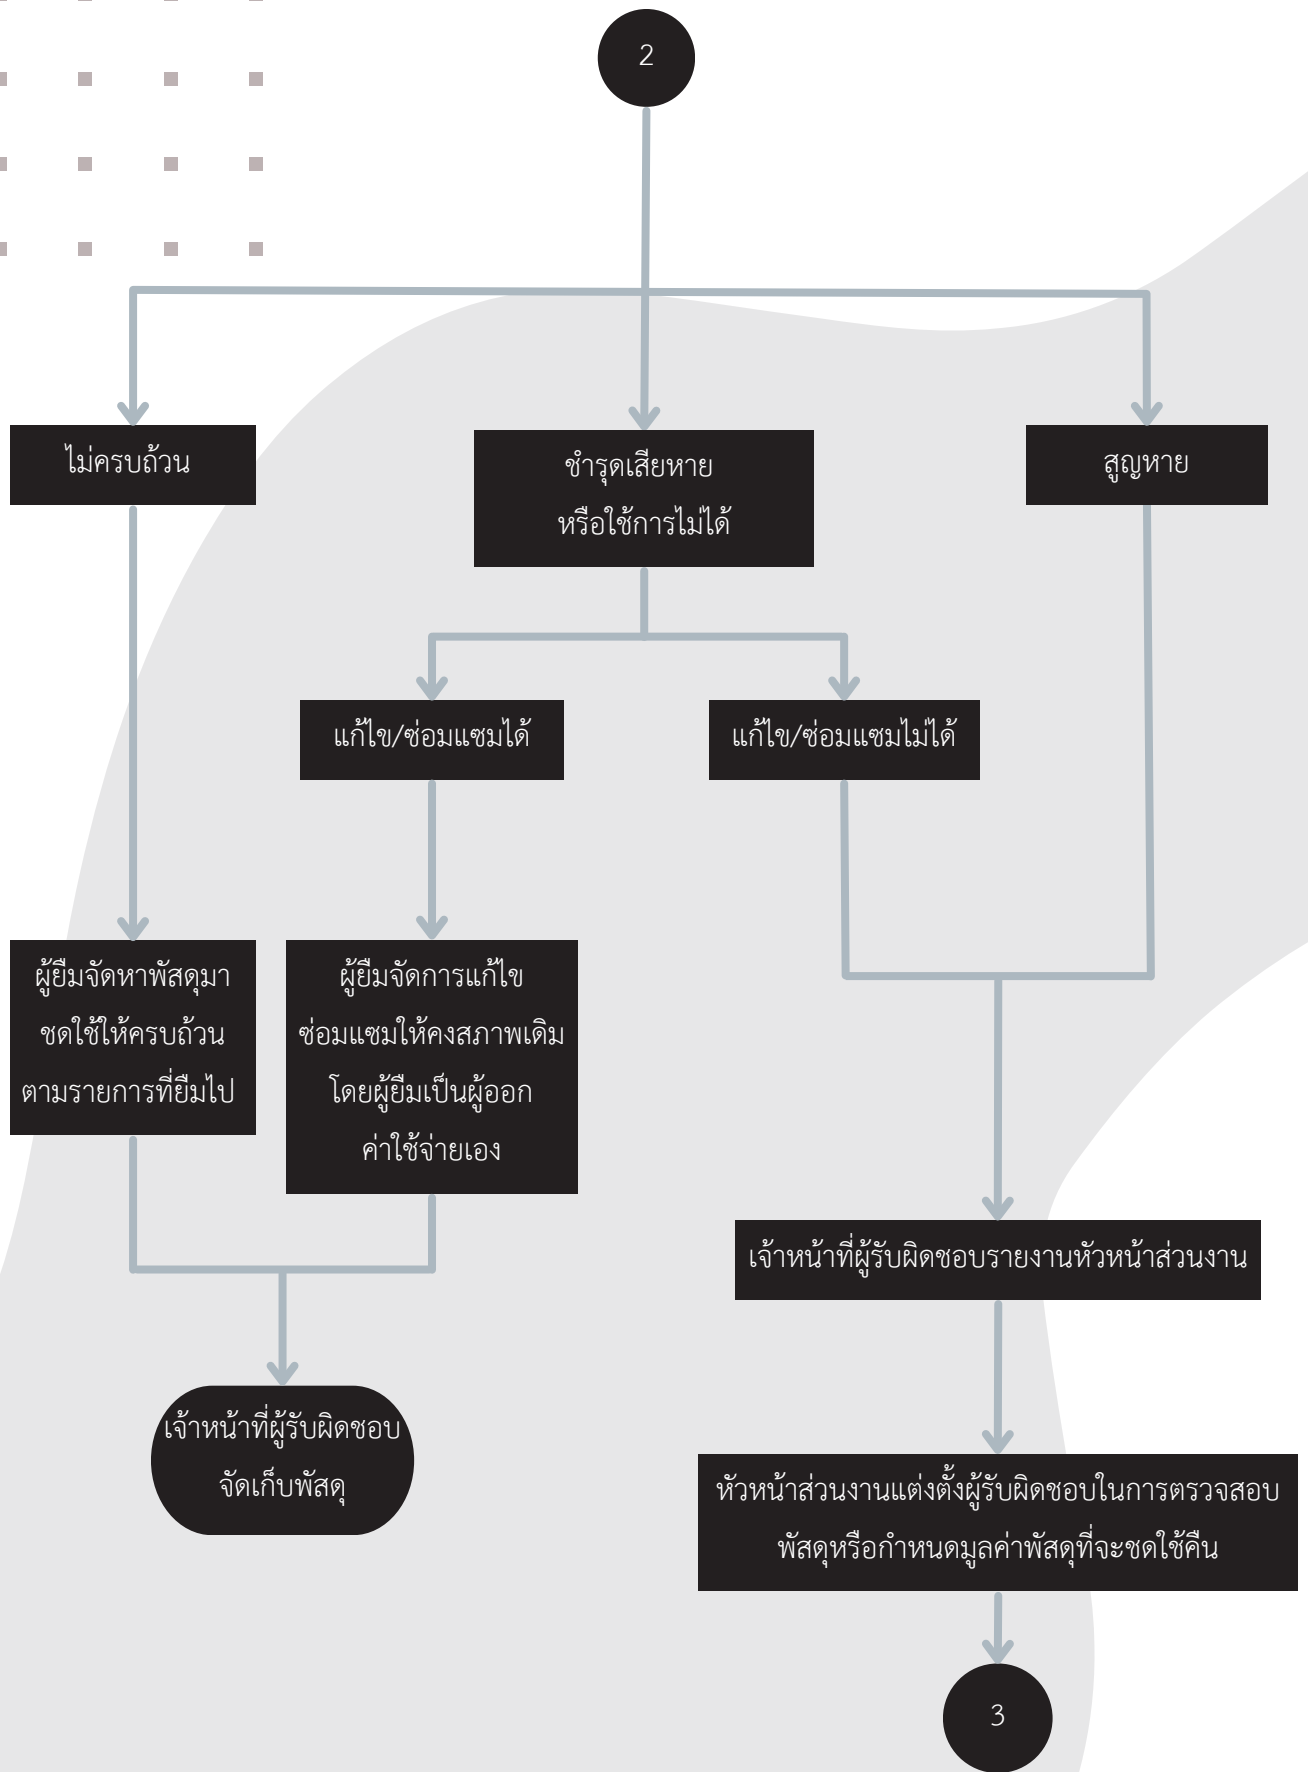 2
ไม่ครบถ้วน
ชำรุดเสียหาย
หรือใช้การไม่ได้
สูญหาย
แก้ไข/ซ่อมแซมได้
แก้ไข/ซ่อมแซมไม่ได้
ผู้ยืมจัดหาพัสดุมา
ชดใช้ให้ครบถ้วน
ตามรายการที่ยืมไป
ผู้ยืมจัดการแก้ไข
ซ่อมแซมให้คงสภาพเดิม
โดยผู้ยืมเป็นผู้ออก
ค่าใช้จ่ายเอง
เจ้าหน้าที่ผู้รับผิดชอบรายงานหัวหน้าส่วนงาน
เจ้าหน้าที่ผู้รับผิดชอบ
จัดเก็บพัสดุ
หัวหน้าส่วนงานแต่งตั้งผู้รับผิดชอบในการตรวจสอบ
พัสดุหรือกำหนดมูลค่าพัสดุที่จะชดใช้คืน
3